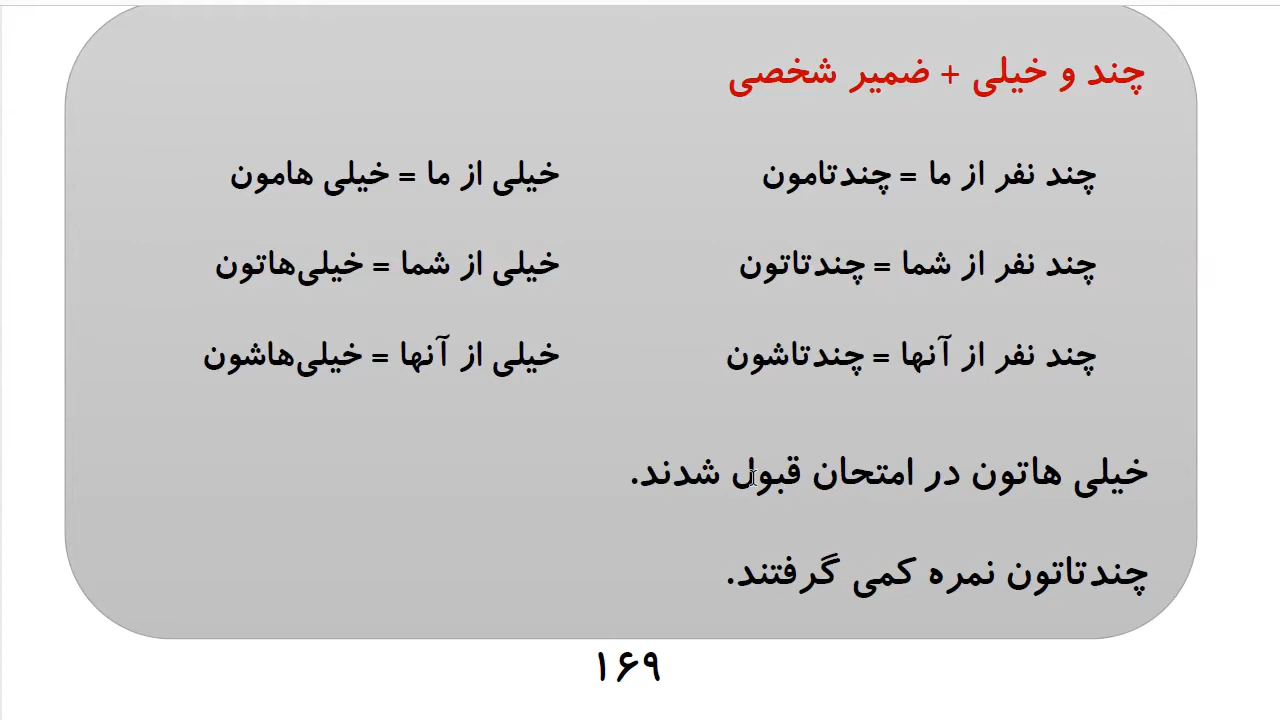 چند و خیلی + ضمیر شخصی
چند نفر از ما = چندتامون خیلی از ما = خیلی هامون
چند نفر از شما = چندتاتون خیلی از شما = خیلی‌هاتون
چند نفر از آنها = چندتاشون خیلی از آنها = خیلی‌هاشون
خیلی هاتون در امتحان قبول شدند.
چندتاتون نمره کمی گرفتند.
۱۶۹